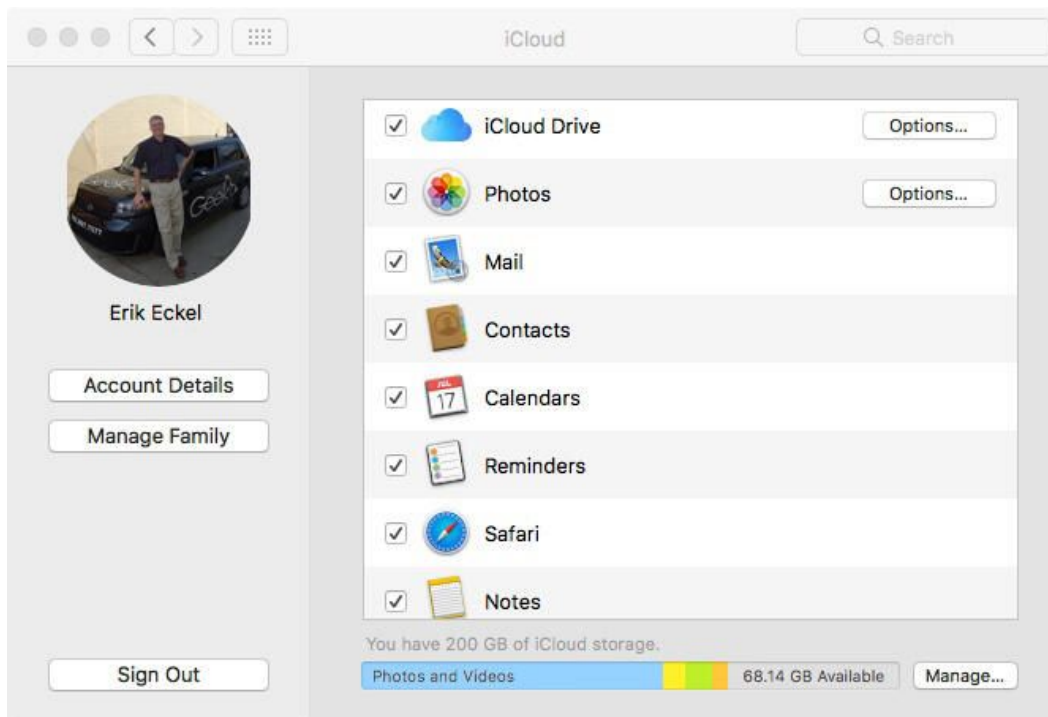 iCloud
Search
Erik Eckel
Account Details
Manage Family
Sign Out
iCloud Drive
Options...
Photos
Options...
Mail
Contacts
JUL
17
Calendars
Reminders
Safari
Notes
You have 200 GB of iCloud storage.
Photos and Videos
68.14 GB Available
Manage...